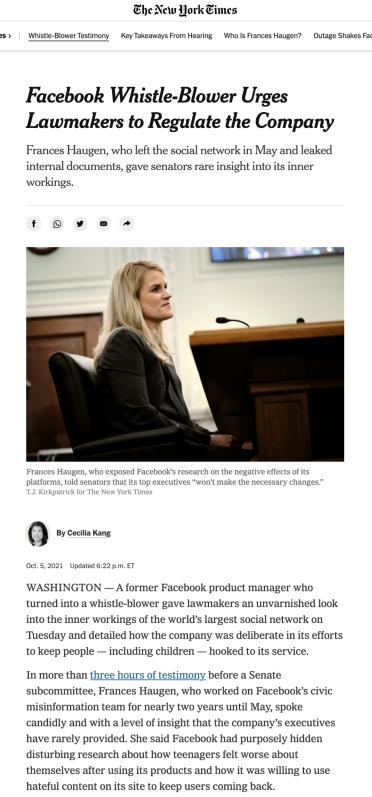 The New York Times
es ›
Whistle-Blower Testimony
Key Takeaways From Hearing
Who Is Frances Haugen?
Outage Shakes Fac
Facebook Whistle-Blower Urges
Lawmakers to Regulate the Company
Frances Haugen, who left the social network in May and leaked
internal documents, gave senators rare insight into its inner
workings.
Frances Haugen, who exposed Facebook’s research on the negative effects of its
platforms, told senators that its top executives “won’t make the necessary changes.”
T.J. Kirkpatrick for The New York Times
By Cecilia Kang
Oct. 5, 2021 Updated 6:22 p.m. ET
WASHINGTON — A former Facebook product manager who
turned into a whistle-blower gave lawmakers an unvarnished look
into the inner workings of the world’s largest social network on
Tuesday and detailed how the company was deliberate in its efforts
to keep people — including children — hooked to its service.
In more than three hours of testimony before a Senate
subcommittee, Frances Haugen, who worked on Facebook’s civic
misinformation team for nearly two years until May, spoke
candidly and with a level of insight that the company’s executives
have rarely provided. She said Facebook had purposely hidden
disturbing research about how teenagers felt worse about
themselves after using its products and how it was willing to use
hateful content on its site to keep users coming back.